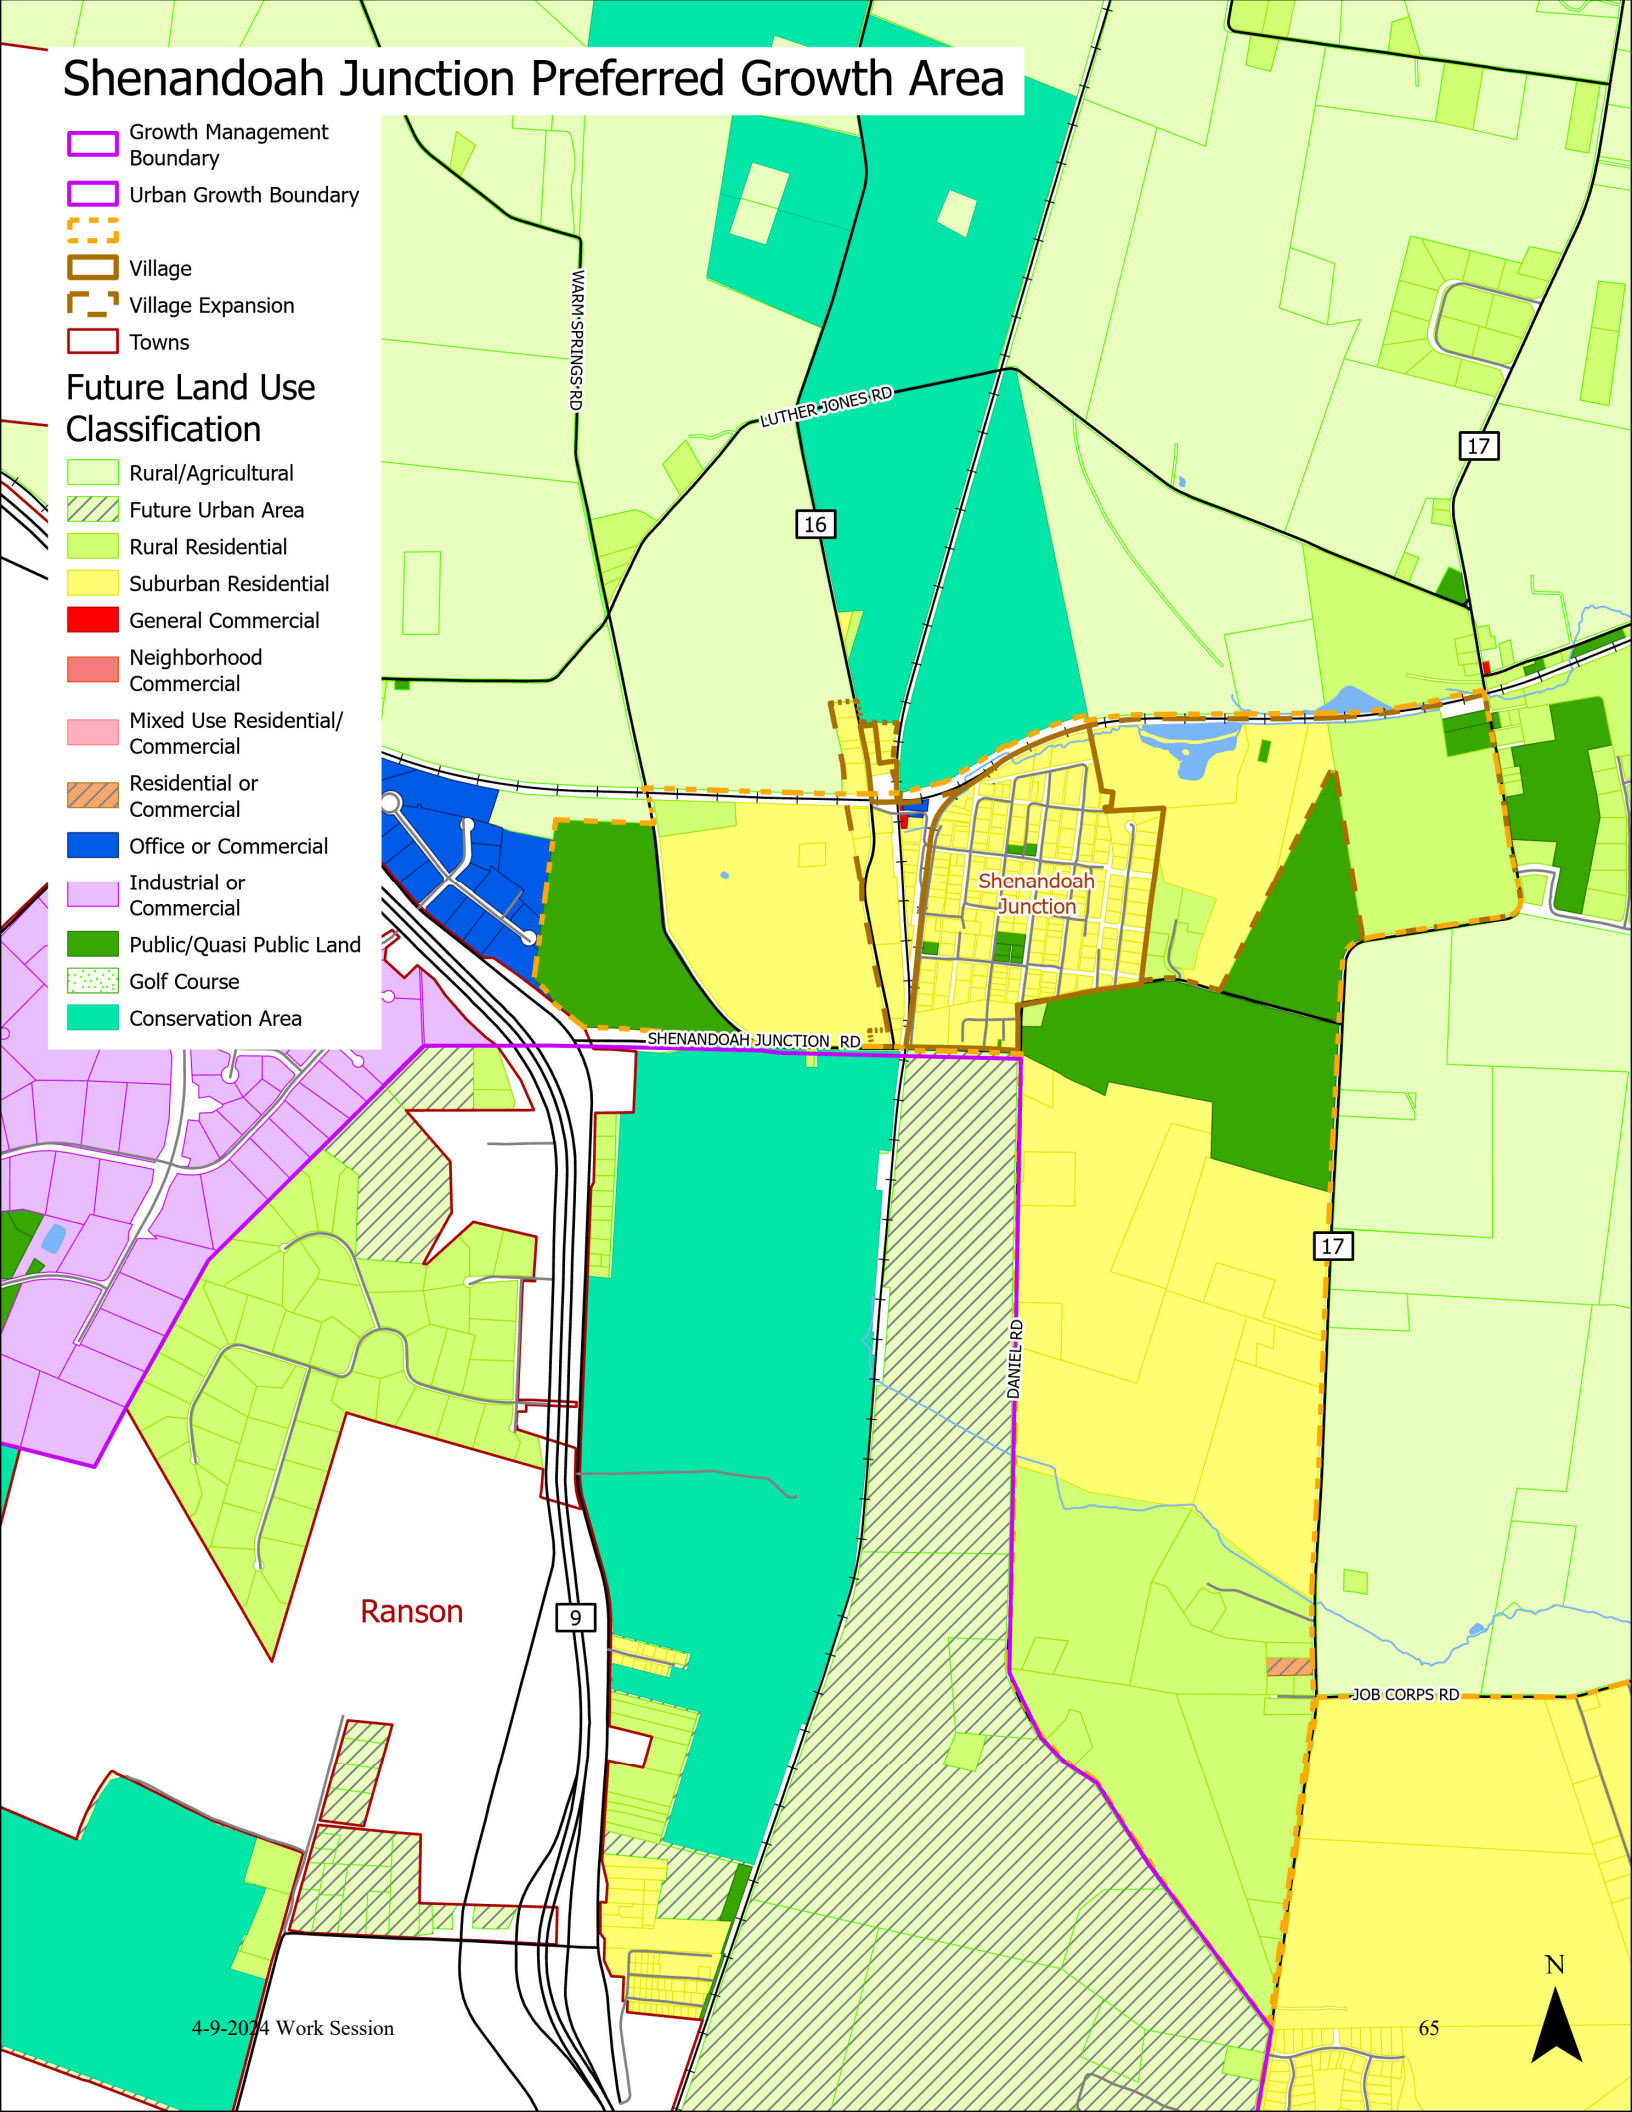 Shenandoah Junction Preferred Growth Area
Growth Management
Boundary
Urban Growth Boundary
Village
Village Expansion
Towns
Future Land Use
Classification
Rural/Agricultural
Future Urban Area
Rural Residential
Suburban Residential
General Commercial
Neighborhood
Commercial
Mixed Use Residential/
Commercial
Residential or
Commercial
Office or Commercial
Industrial or
Commercial
Public/Quasi Public Land
Golf Course
Conservation Area
WARM SPRINGS RD
LUTHER JONES RD
17
16
Shenandoah
Junction
SHENANDOAH JUNCTION RD
17
DANIEL RD
Ranson
9
JOB CORPS RD
N
4-9-2024 Work Session
65